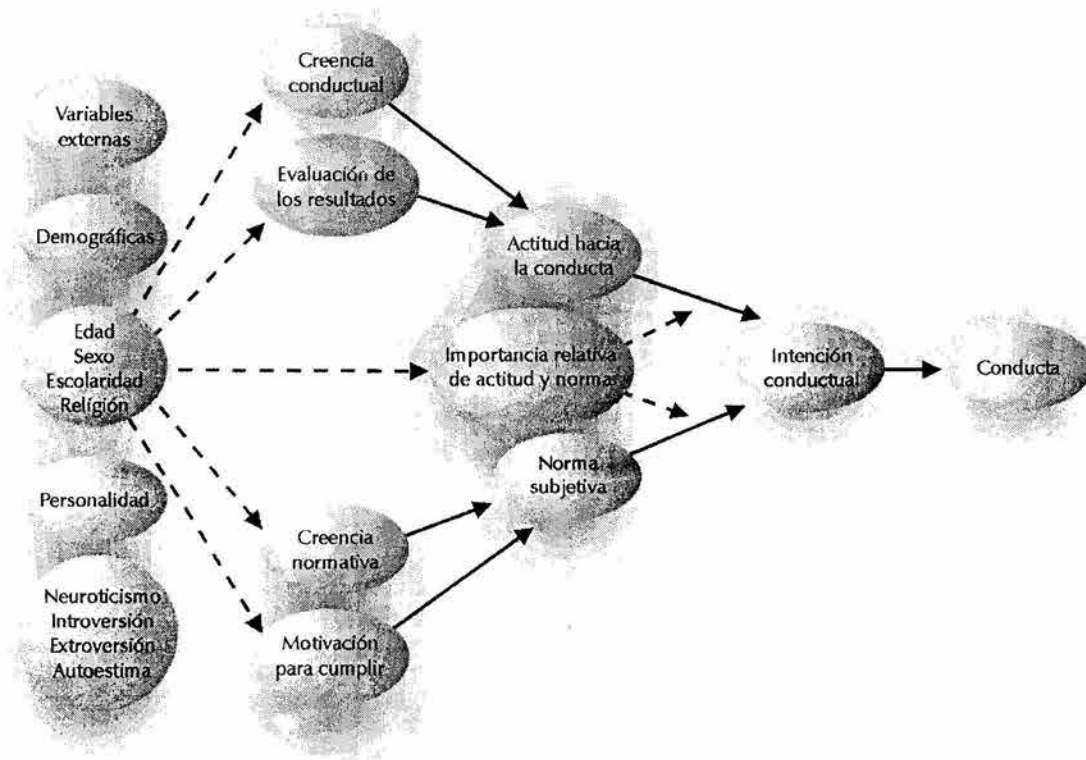 Variables
externas
Demográficas
Edad
Sexo
Escolaridad
Religión
Personalidad
Neuroticismo
Introversión
Extroversión
Autoestima
Creencia
conductual
Evaluación de
los resultados
Creencia
normativa
Motivación
para cumplir
Actitud hacia
la conducta
Importancia relativa
de actitud y normas
Norma
subjetiva
Intención
conductual
Conducta